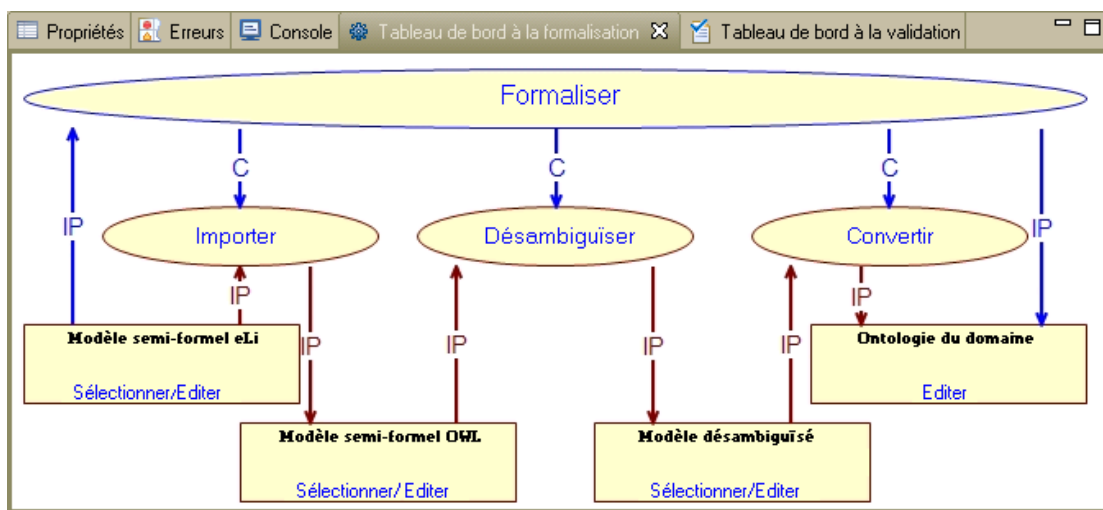 Propriétés Erreurs Console Tableau de bord à la formalisation Tableau de bord à la validation
Formaliser
C C C
IP IP
Importer Désambiguïser Convertir
IP IP
IP IP IP IP
Modèle semi-formel eLi Ontologie du domaine
Sélectionner/Editer Editer
Modèle semi-formel OWL Modèle désambiguïsé
Sélectionner/ Editer Sélectionner/Editer